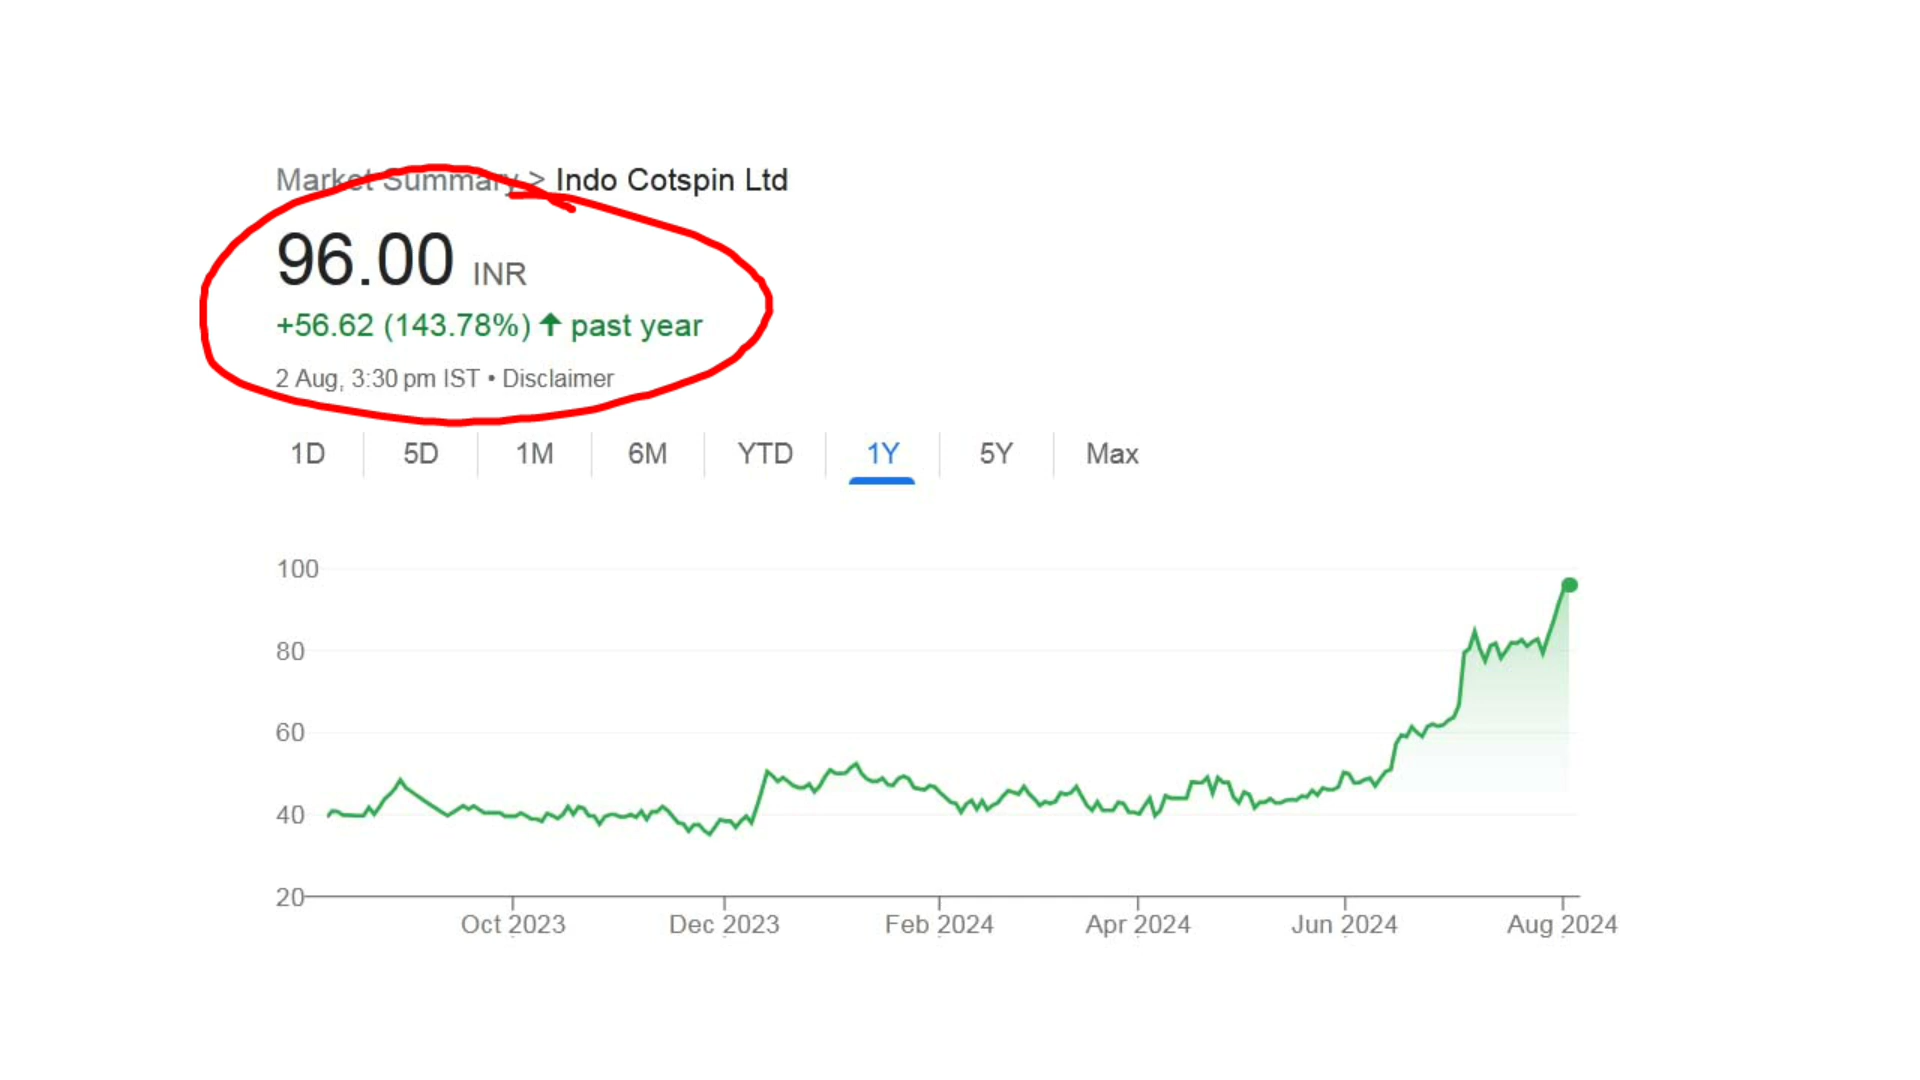 Market Summary > Indo Cotspin Ltd
96.00 INR
+56.62 (143.78%) ↑ past year
2 Aug, 3:30 pm IST • Disclaimer
1D 5D 1M 6M YTD 1Y 5Y Max
100
80
60
40
20
Oct 2023 Dec 2023 Feb 2024 Apr 2024 Jun 2024 Aug 2024